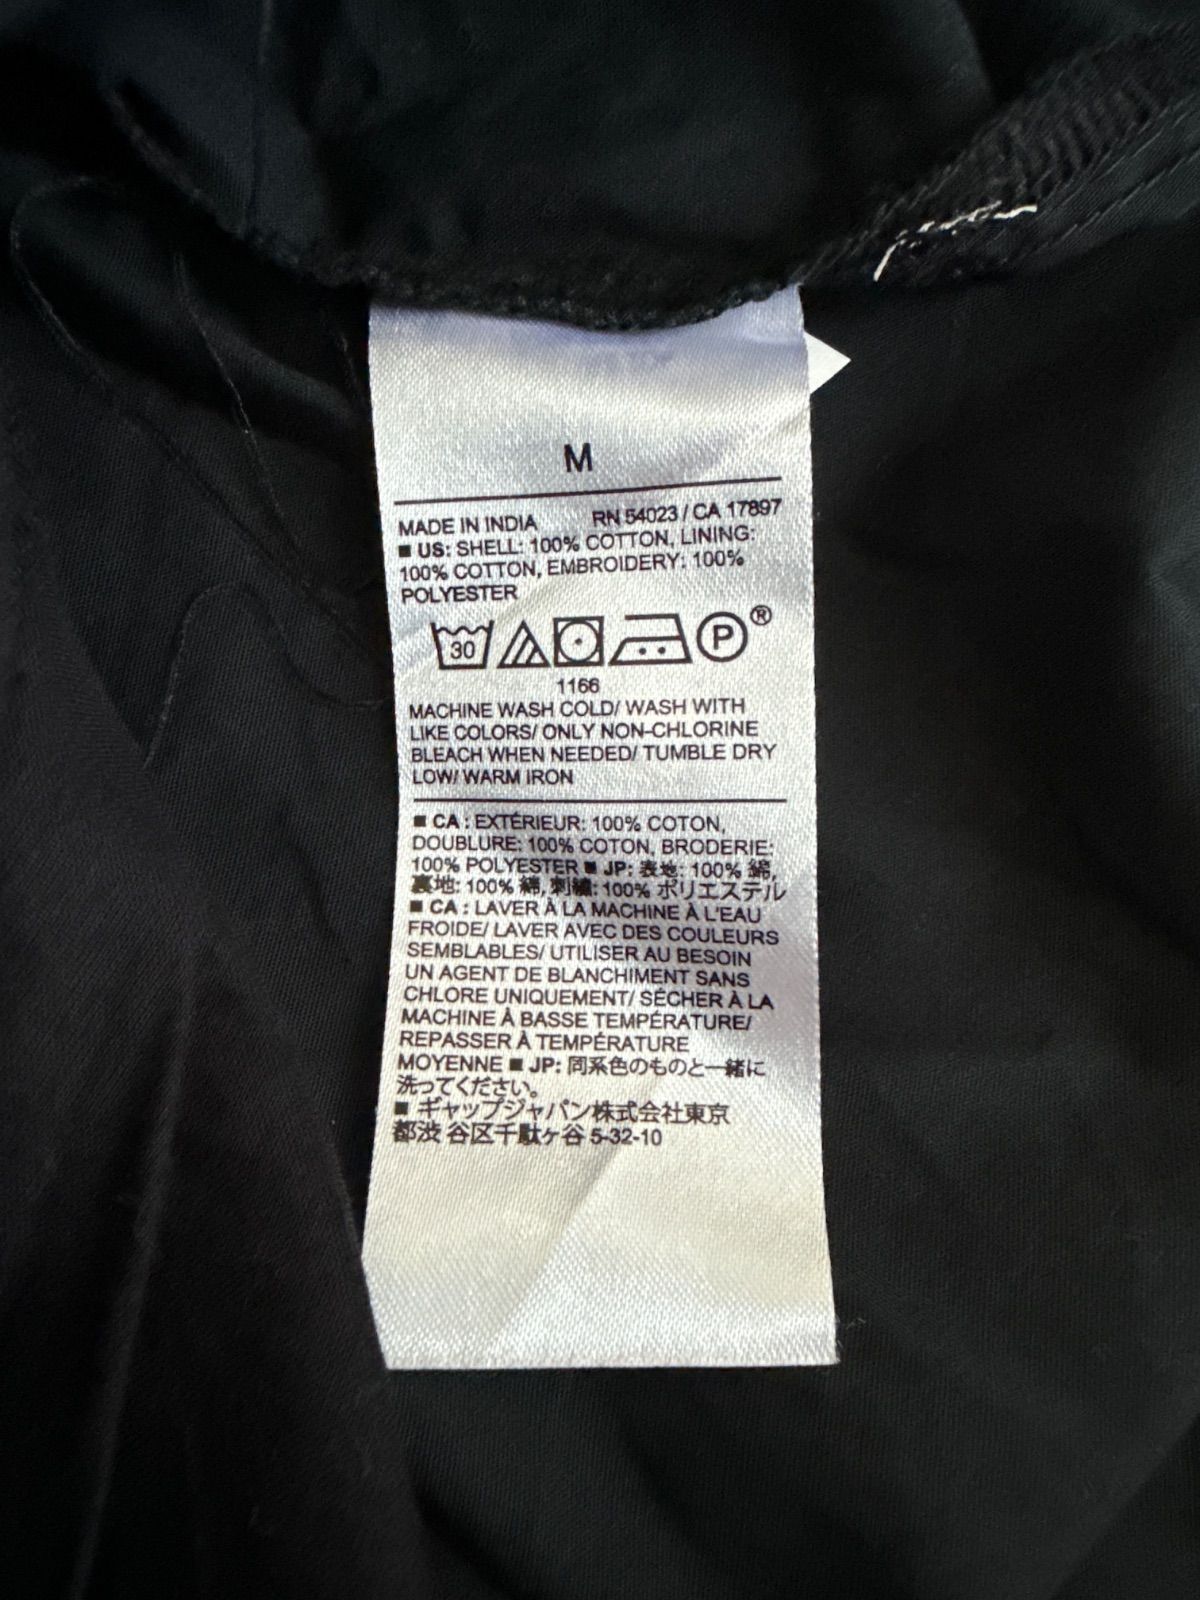 M
MADE IN INDIA RN 54023 / CA 17897
■ US: SHELL: 100% COTTON, LINING:
100% COTTON, EMBROIDERY: 100%
POLYESTER
30 P ®
1166
MACHINE WASH COLD/ WASH WITH
LIKE COLORS/ ONLY NON-CHLORINE
BLEACH WHEN NEEDED/ TUMBLE DRY
LOW/ WARM IRON
■ CA : EXTÉRIEUR: 100% COTON,
DOUBLURE: 100% COTON, BRODERIE:
100% POLYESTER ■ JP: 表地: 100% 綿,
裏地: 100% 綿, 刺繍: 100% ポリエステル
■ CA : LAVER À LA MACHINE À L'EAU
FROIDE/ LAVER AVEC DES COULEURS
SEMBLABLES/ UTILISER AU BESOIN
UN AGENT DE BLANCHIMENT SANS
CHLORE UNIQUEMENT/ SÉCHER À LA
MACHINE À BASSE TEMPÉRATURE/
REPASSER À TEMPÉRATURE
MOYENNE ■ JP: 同系色のものと一緒に
洗ってください。
■ ギャップジャパン株式会社東京
都渋谷区千駄ヶ谷 5-32-10